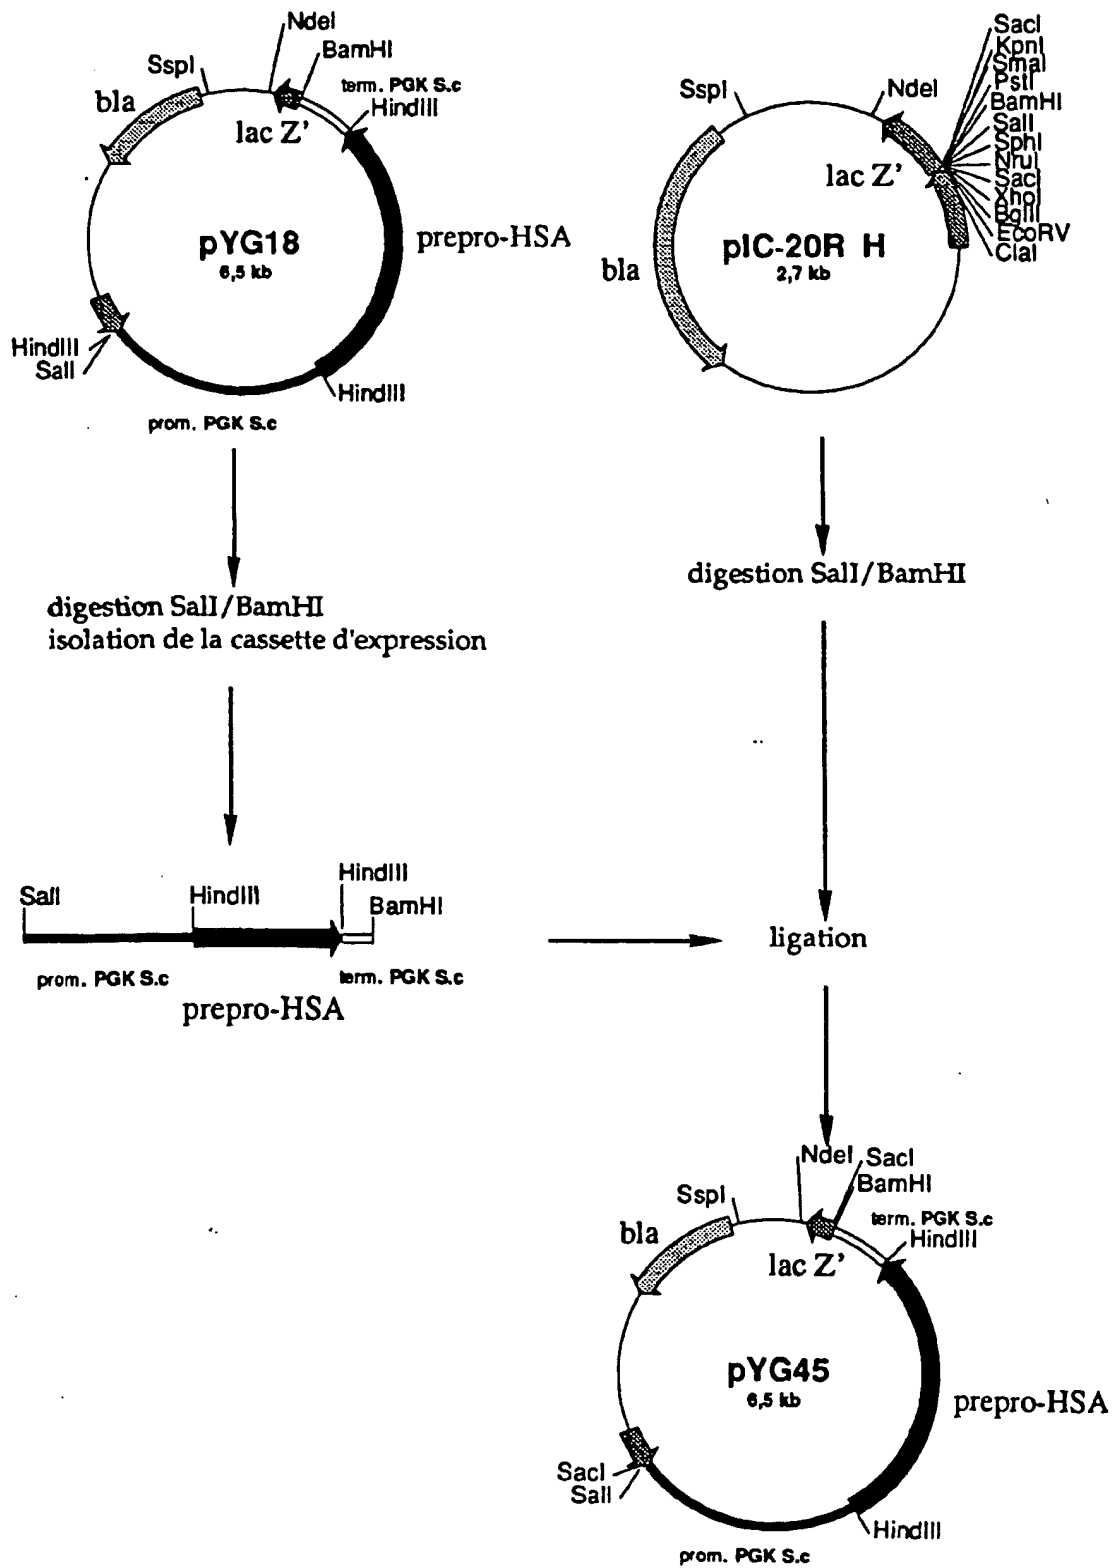 NdeI
BamHI
SspI
term. PGK S.c
HindIII
bla
lac Z'
pYG18
6,5 kb
prepro-HSA
HindIII
SalI
HindIII
prom. PGK S.c
SacI
KpnI
SmaI
PstI
BamHI
SalI
SphI
NruI
SacI
XhoI
BglII
EcoRV
ClaI
SspI
NdeI
lac Z'
bla
pIC-20R H
2,7 kb
digestion SalI/BamHI
isolation de la cassette d'expression
digestion SalI/BamHI
SalI
HindIII
HindIII
BamHI
prom. PGK S.c
term. PGK S.c
prepro-HSA
ligation
NdeI
SacI
BamHI
SspI
term. PGK S.c
HindIII
bla
lac Z'
pYG45
6,5 kb
prepro-HSA
SacI
SalI
HindIII
prom. PGK S.c